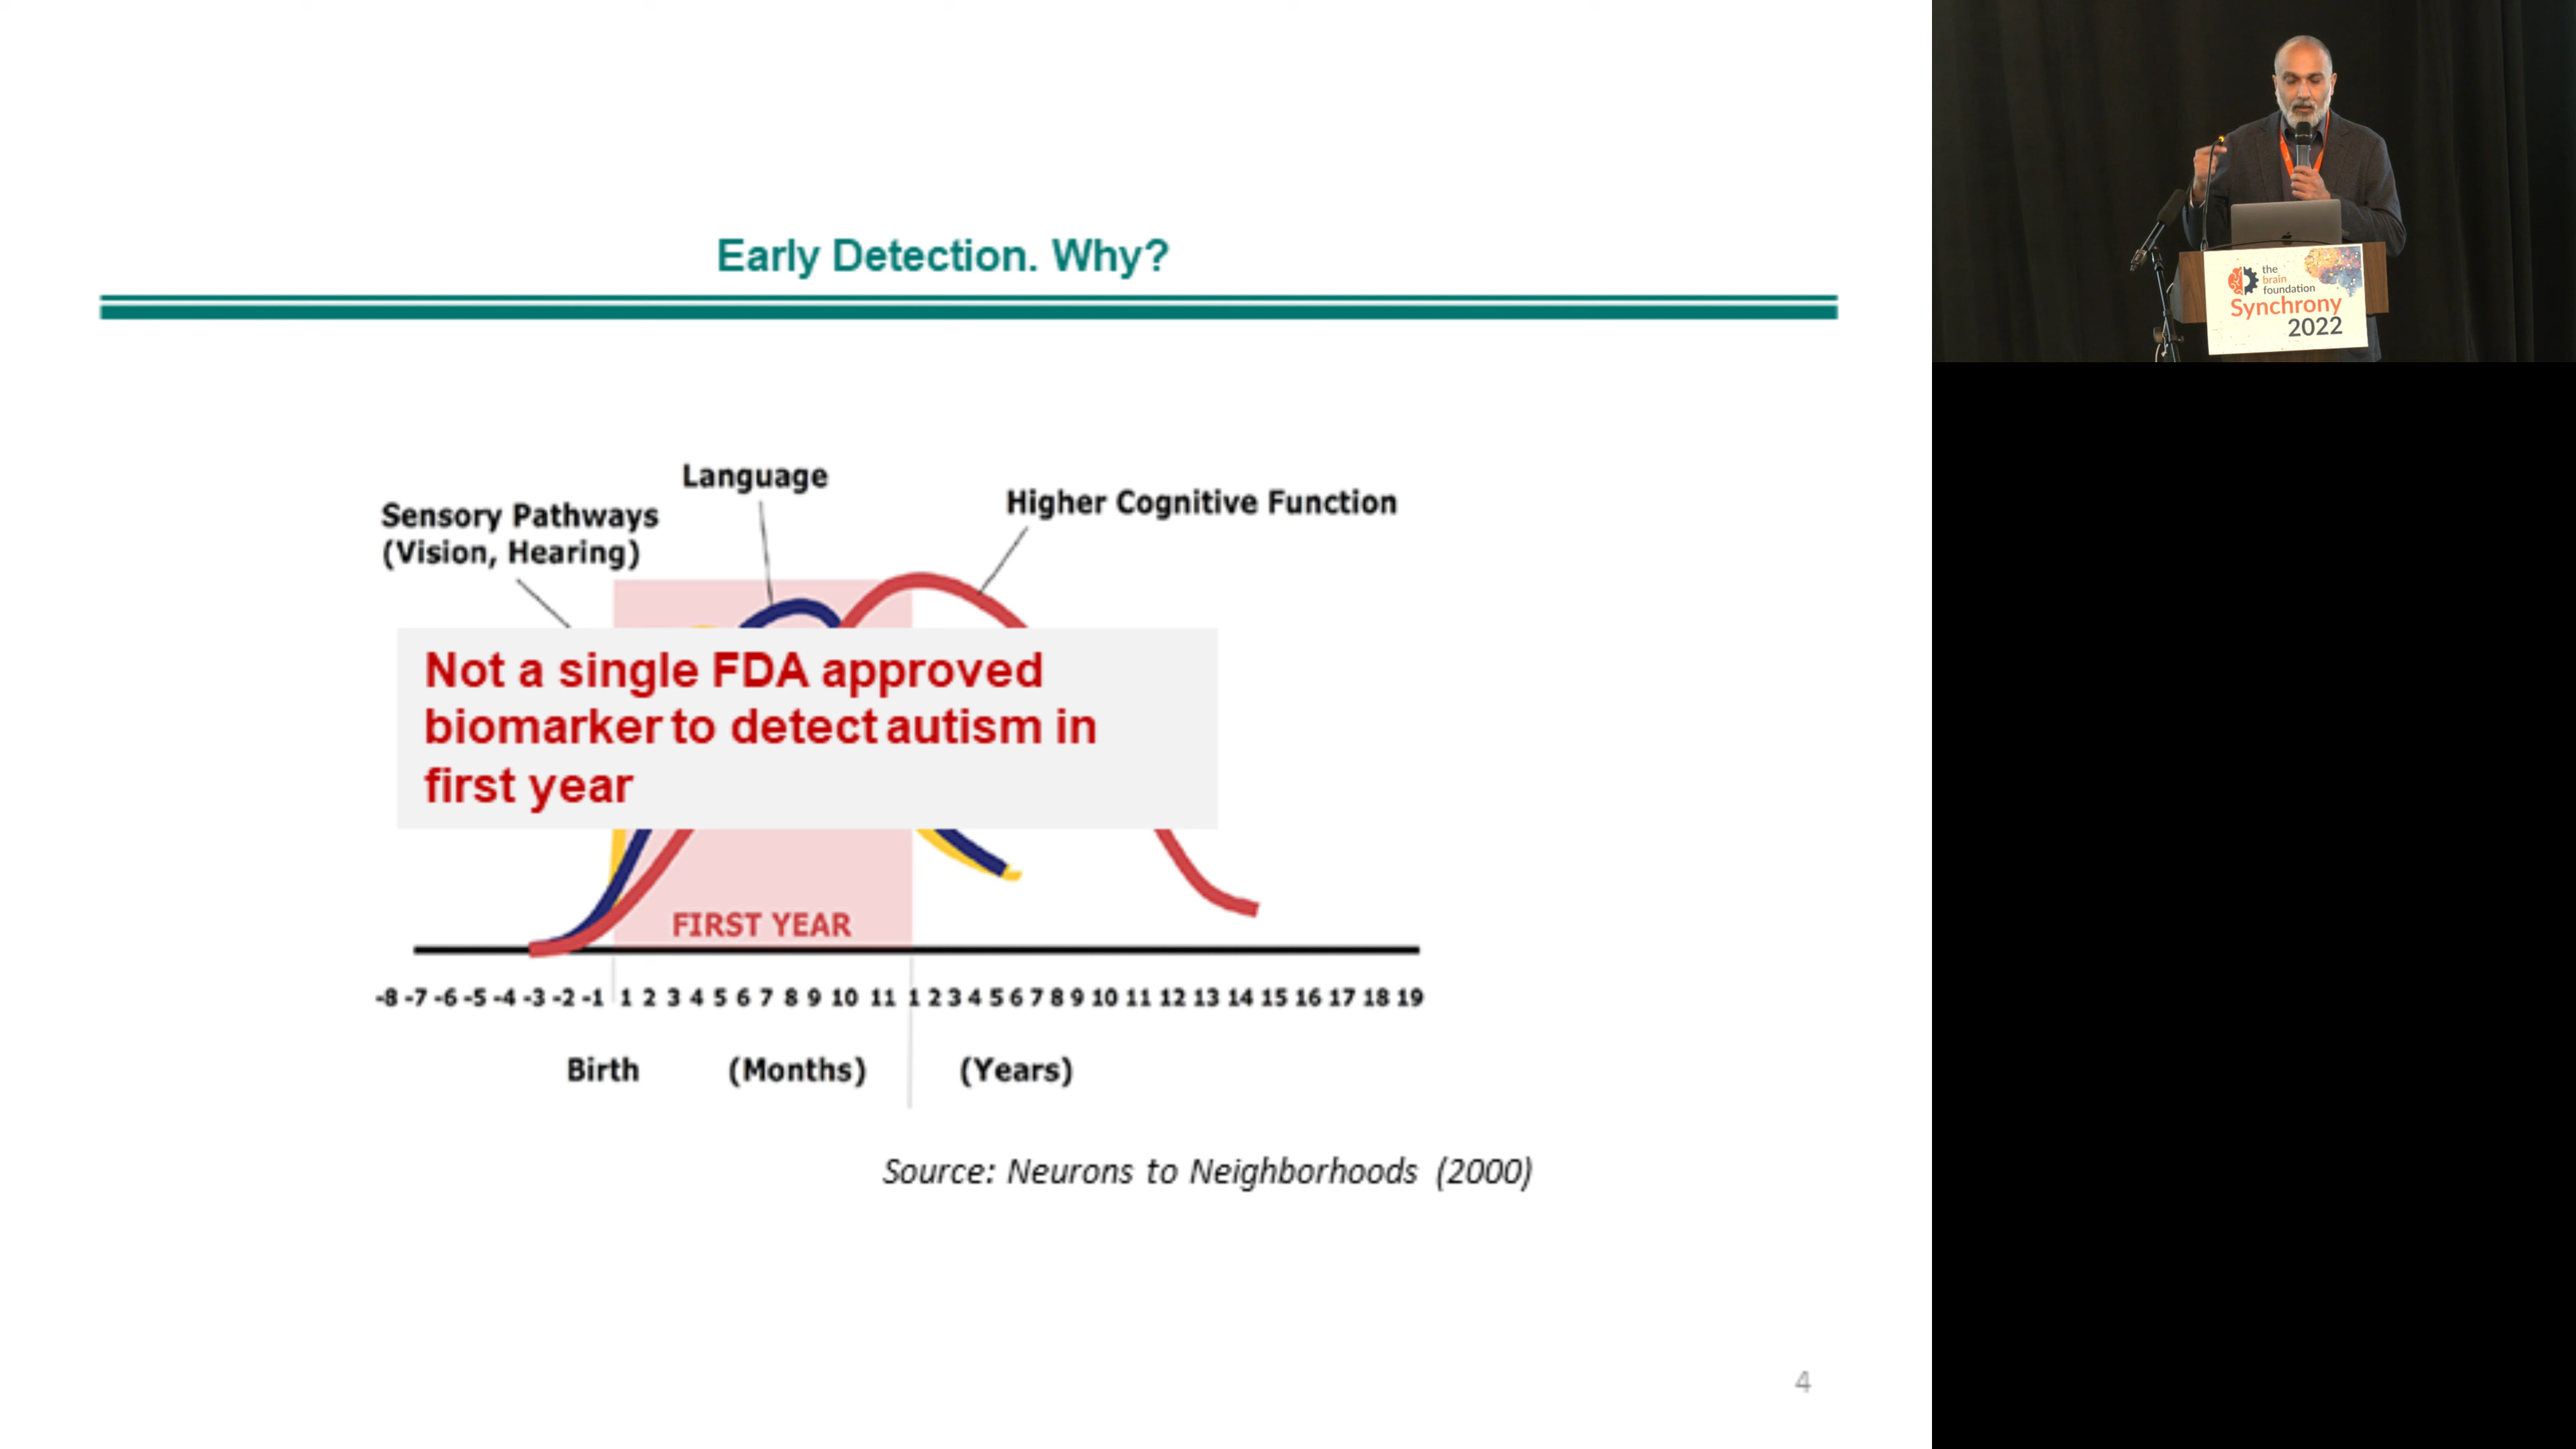 Early Detection. Why?
Language
Sensory Pathways
(Vision, Hearing)
Higher Cognitive Function
Not a single FDA approved
biomarker to detect autism in
first year
FIRST YEAR
-8 -7 -6 -5 -4 -3 -2 -1 1 2 3 4 5 6 7 8 9 10 11 1 2 3 4 5 6 7 8 9 10 11 12 13 14 15 16 17 18 19
Birth (Months) (Years)
Source: Neurons to Neighborhoods (2000)
4
the
brain
foundation
Synchrony
2022